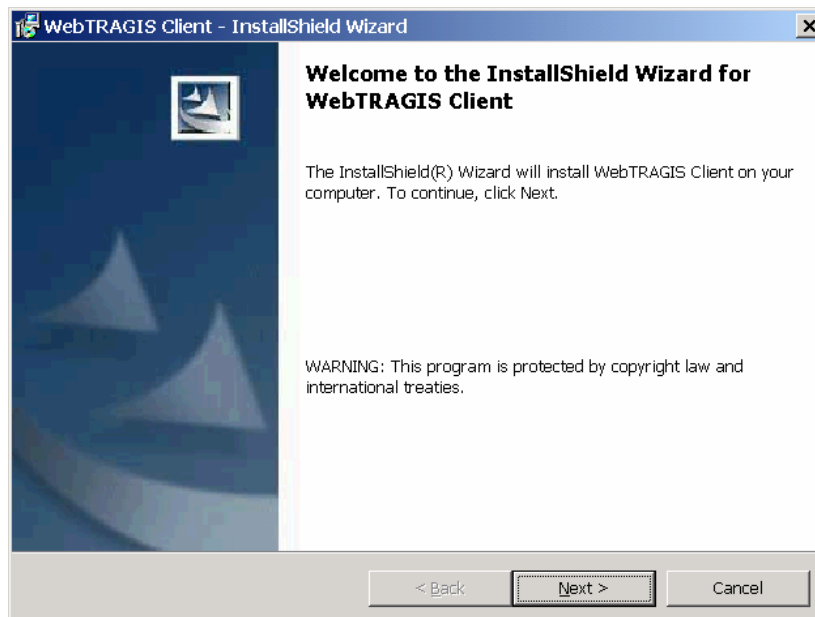 WebTRAGIS Client - InstallShield Wizard
Welcome to the InstallShield Wizard for
WebTRAGIS Client
The InstallShield(R) Wizard will install WebTRAGIS Client on your
computer. To continue, click Next.
WARNING: This program is protected by copyright law and
international treaties.
< Back Next > Cancel